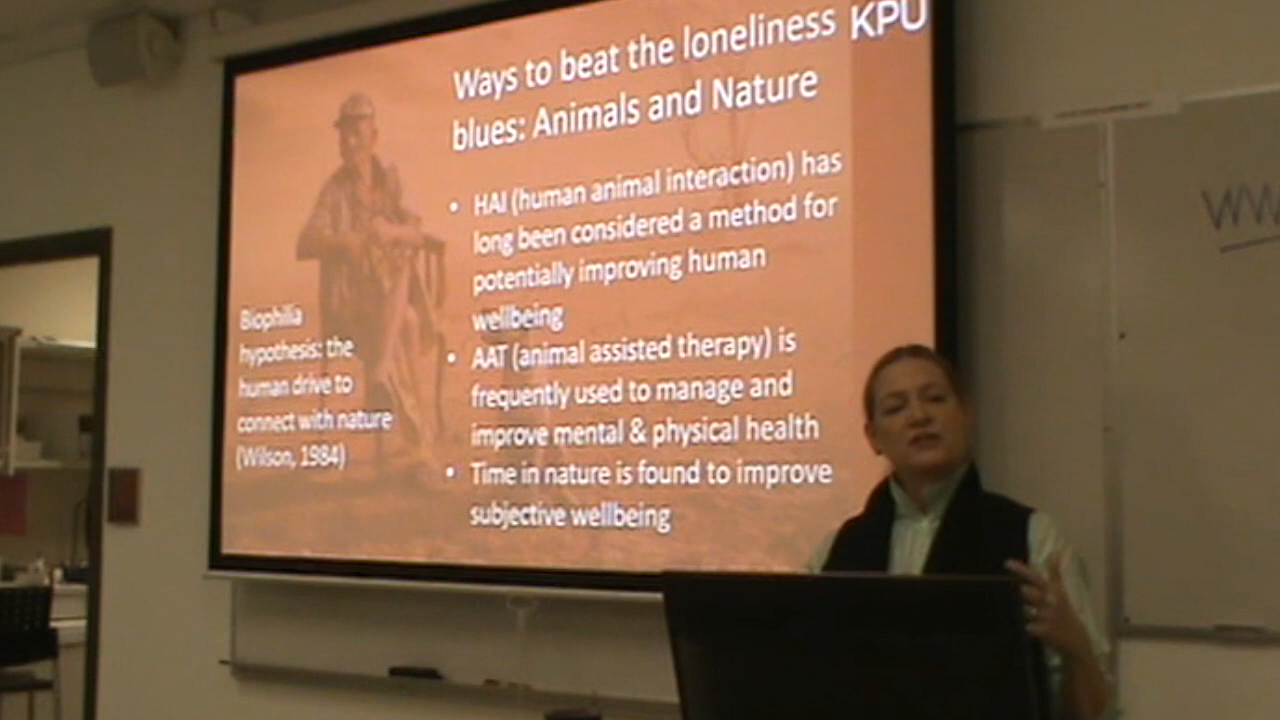 Ways to beat the loneliness
blues: Animals and Nature
KPU
• HAI (human animal interaction) has
long been considered a method for
potentially improving human
wellbeing
• AAT (animal assisted therapy) is
frequently used to manage and
improve mental & physical health
• Time in nature is found to improve
subjective wellbeing
Biophilia
hypothesis: the
human drive to
connect with nature
(Wilson, 1984)